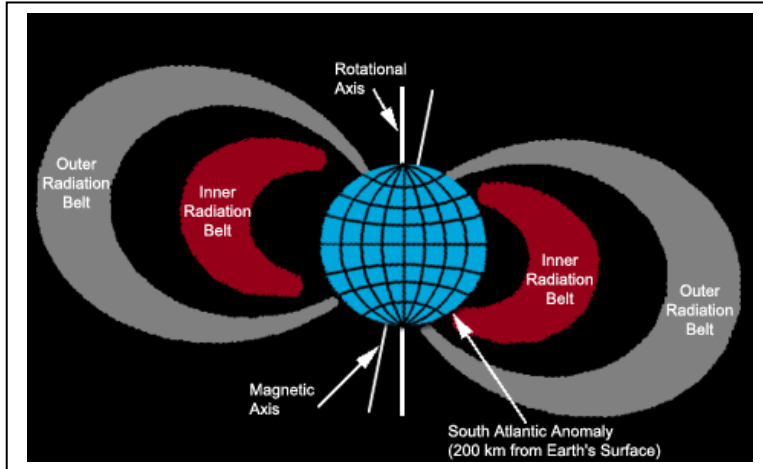 Rotational
Axis
Outer
Radiation
Belt
Inner
Radiation
Belt
Inner
Radiation
Belt
Outer
Radiation
Belt
Magnetic
Axis
South Atlantic Anomaly
(200 km from Earth's Surface)